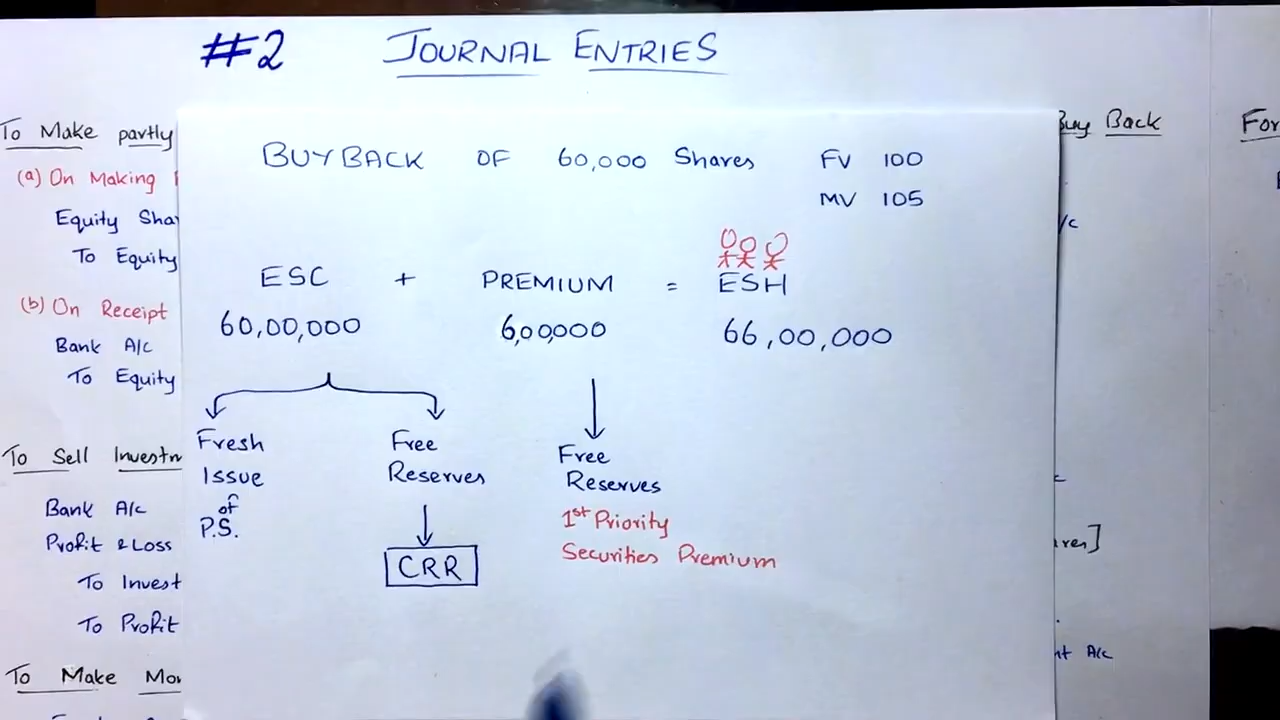 #2 JOURNAL ENTRIES
To Make partly
(a) On Making
Equity Sha
To Equity
(b) On Receipt
Bank A/c
To Equity
To Sell Investm
Bank A/c
Profit & Loss
To Invest
To Profit
To Make Mon
BUYBACK OF 60,000 Shares FV 100
MV 105
ESC + PREMIUM = ESH
60,00,000 6,00,000 66,00,000
Fresh
Issue
of
P.S.
Free
Reserves
CRR
Free
Reserves
1st Priority
Securities Premium
Buy Back
/c
c
ares]
nt A/c
For